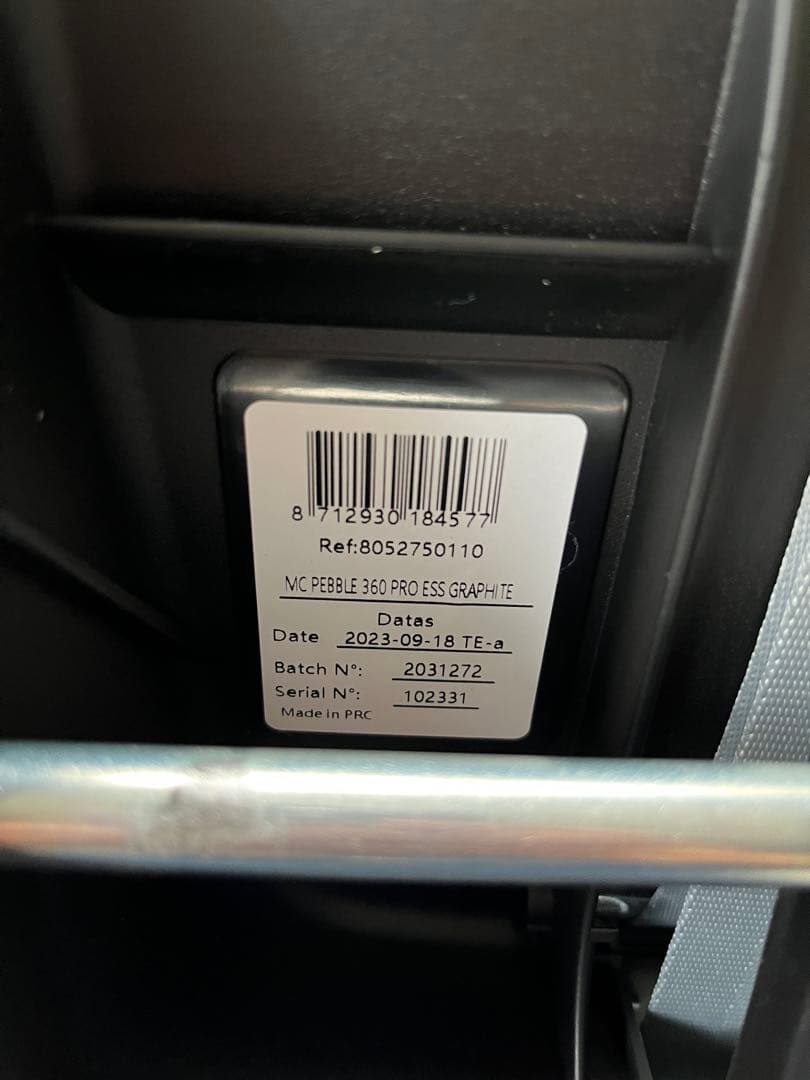 8 712930 184577
Ref:8052750110
MC PEBBLE 360 PRO ESS GRAPHITE
Datas
Date 2023-09-18 TE-a
Batch N°: 2031272
Serial N°: 102331
Made in PRC